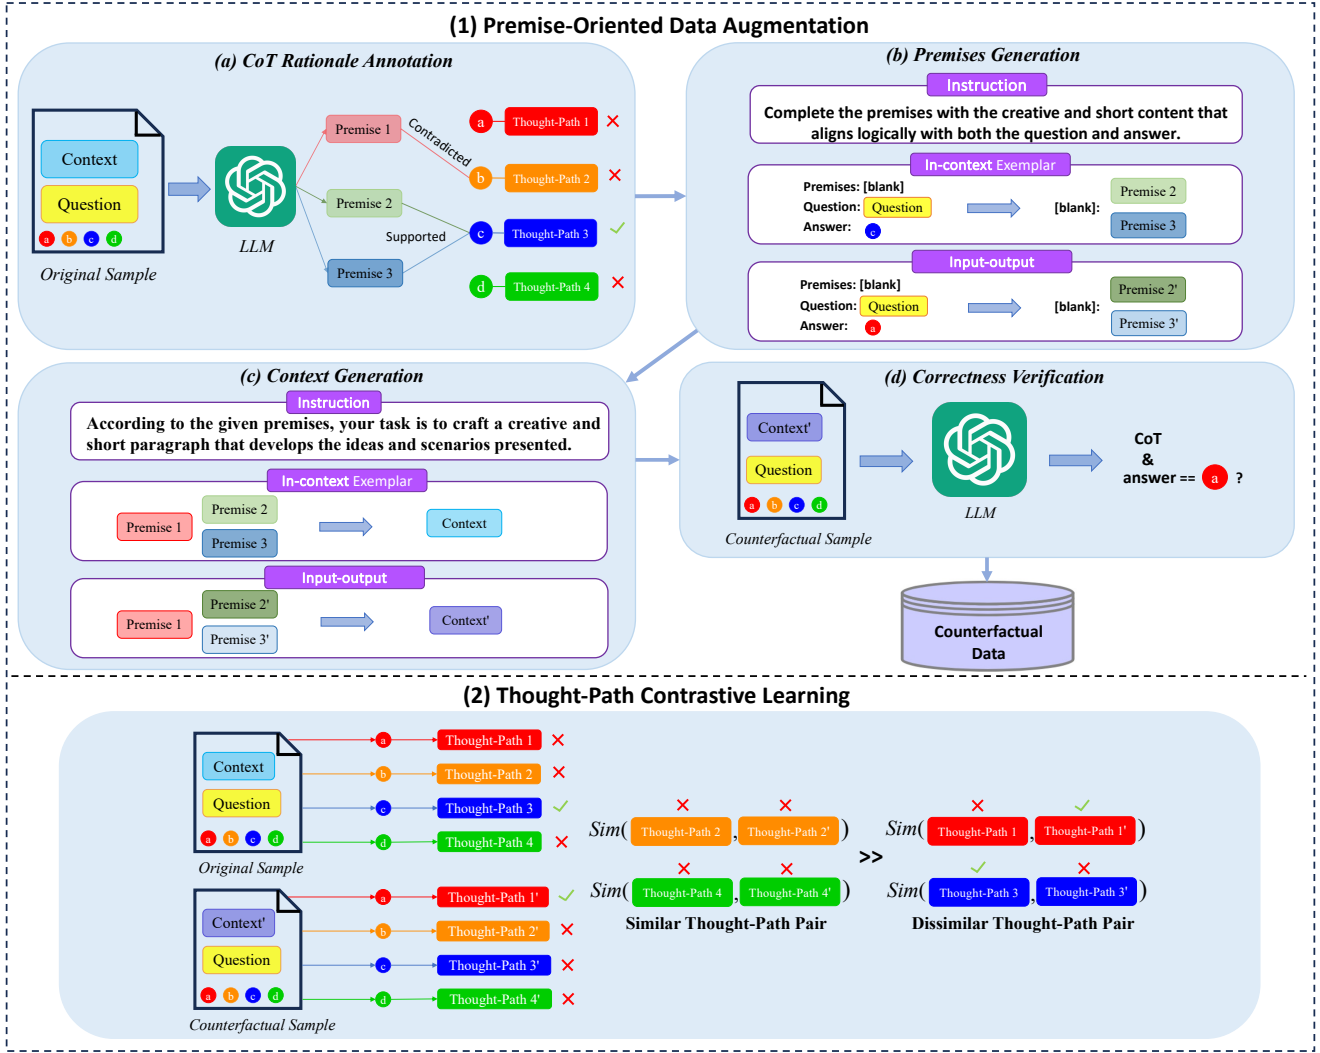 (1) Premise-Oriented Data Augmentation
(a) CoT Rationale Annotation
Context
Question
a b c d
Original Sample
LLM
Premise 1
Premise 2
Premise 3
Contradicted
Supported
a Thought-Path 1
b Thought-Path 2
c Thought-Path 3
d Thought-Path 4
(b) Premises Generation
Instruction
Complete the premises with the creative and short content that
aligns logically with both the question and answer.
In-context Exemplar
Premises: [blank]
Question: Question
Answer: c
[blank]:
Premise 2
Premise 3
Input-output
Premises: [blank]
Question: Question
Answer: a
[blank]:
Premise 2'
Premise 3'
(c) Context Generation
Instruction
According to the given premises, your task is to craft a creative and
short paragraph that develops the ideas and scenarios presented.
In-context Exemplar
Premise 1
Premise 2
Premise 3
Context
Input-output
Premise 1
Premise 2'
Premise 3'
Context'
(d) Correctness Verification
Context'
Question
a b c d
Counterfactual Sample
LLM
CoT
&
answer == a ?
Counterfactual
Data
(2) Thought-Path Contrastive Learning
Context
Question
a b c d
Original Sample
a Thought-Path 1
b Thought-Path 2
c Thought-Path 3
d Thought-Path 4
Context'
Question
a b c d
Counterfactual Sample
a Thought-Path 1'
b Thought-Path 2'
c Thought-Path 3'
d Thought-Path 4'
Sim(Thought-Path 2, Thought-Path 2')
Sim(Thought-Path 4, Thought-Path 4')
Similar Thought-Path Pair
>>
Sim(Thought-Path 1, Thought-Path 1')
Sim(Thought-Path 3, Thought-Path 3')
Dissimilar Thought-Path Pair